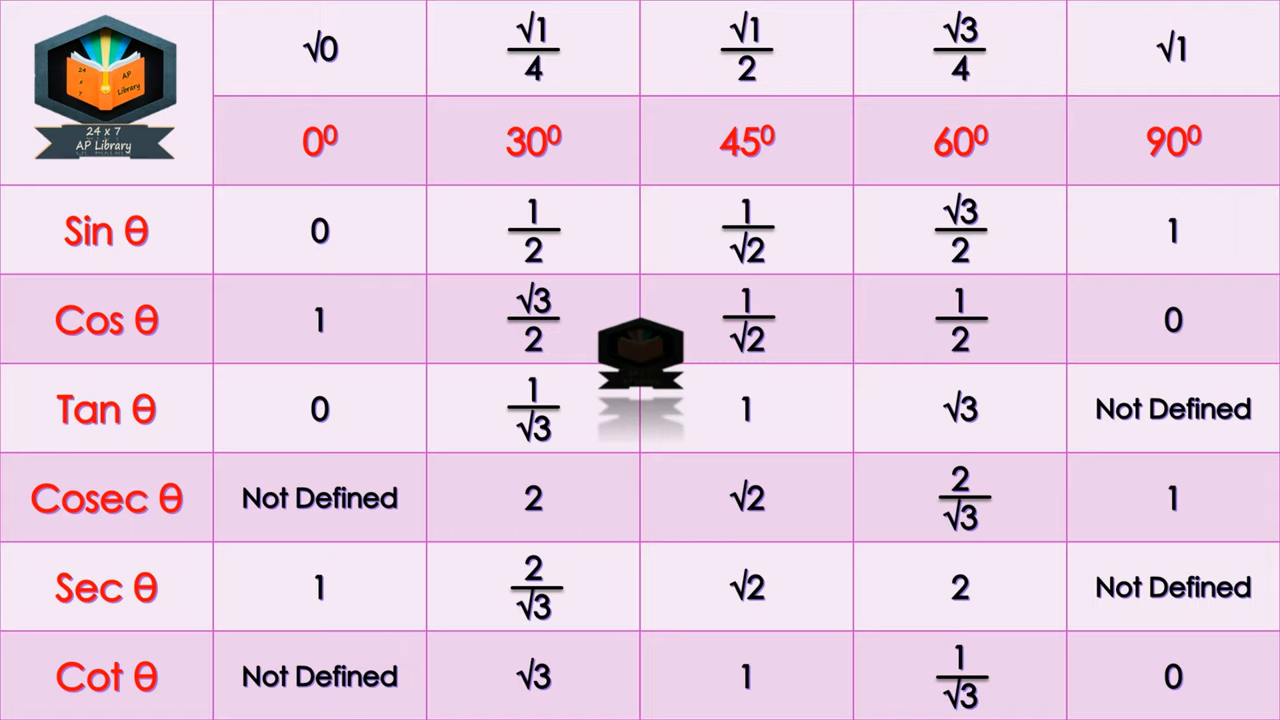 24
x
7
AP
Library
24 x 7
AP Library
√0 √1/4 √1/2 √3/4 √1
0⁰ 30⁰ 45⁰ 60⁰ 90⁰
Sin θ 0 1/2 1/√2 √3/2 1
Cos θ 1 √3/2 1/√2 1/2 0
Tan θ 0 1/√3 1 √3 Not Defined
Cosec θ Not Defined 2 √2 2/√3 1
Sec θ 1 2/√3 √2 2 Not Defined
Cot θ Not Defined √3 1 1/√3 0